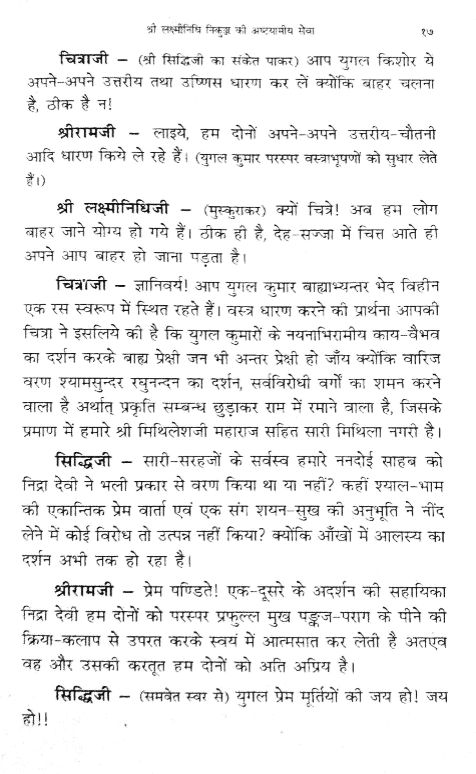 श्री लक्ष्मीनिधि निकुञ्ज की अष्टयामीय सेवा १७
चित्राजी – (श्री सिद्धिजी का संकेत पाकर) आप युगल किशोर ये
अपने-अपने उत्तरीय तथा उष्णिस धारण कर लें क्योंकि बाहर चलना
है, ठीक है न!
श्रीरामजी – लाइये, हम दोनों अपने-अपने उत्तरीय-चौतनी
आदि धारण किये ले रहे हैं। (युगल कुमार परस्पर वस्त्राभूषणों को सुधार लेते
हैं।)
श्री लक्ष्मीनिधिजी – (मुस्कुराकर) क्यों चित्रे! अब हम लोग
बाहर जाने योग्य हो गये हैं। ठीक ही है, देह-सज्जा में चित्त आते ही
अपने आप बाहर हो जाना पड़ता है।
चित्राजी – ज्ञानिवर्य! आप युगल कुमार बाह्याभ्यन्तर भेद विहीन
एक रस स्वरूप में स्थित रहते हैं। वस्त्र धारण करने की प्रार्थना आपकी
चित्रा ने इसलिये की है कि युगल कुमारों के नयनाभिरामीय काय-वैभव
का दर्शन करके बाह्य प्रेक्षी जन भी अन्तर प्रेक्षी हो जाँय क्योंकि वारिज
वरण श्यामसुन्दर रघुनन्दन का दर्शन, सर्वविरोधी वर्गों का शमन करने
वाला है अर्थात् प्रकृति सम्बन्ध छुड़ाकर राम में रमाने वाला है, जिसके
प्रमाण में हमारे श्री मिथिलेशजी महाराज सहित सारी मिथिला नगरी है।
सिद्धिजी – सारी-सरहजों के सर्वस्व हमारे ननदोई साहब को
निद्रा देवी ने भली प्रकार से वरण किया था या नहीं? कहीं श्याल-भाम
की एकान्तिक प्रेम वार्ता एवं एक संग शयन-सुख की अनुभूति ने नींद
लेने में कोई विरोध तो उत्पन्न नहीं किया? क्योंकि आँखों में आलस्य का
दर्शन अभी तक हो रहा है।
श्रीरामजी – प्रेम पण्डिते! एक-दूसरे के अदर्शन की सहायिका
निद्रा देवी हम दोनों को परस्पर प्रफुल्ल मुख पङ्कज-पराग के पीने की
क्रिया-कलाप से उपरत करके स्वयं में आत्मसात कर लेती है अतएव
वह और उसकी करतूत हम दोनों को अति अप्रिय है।
सिद्धिजी – (समवेत स्वर से) युगल प्रेम मूर्तियों की जय हो! जय
हो!!